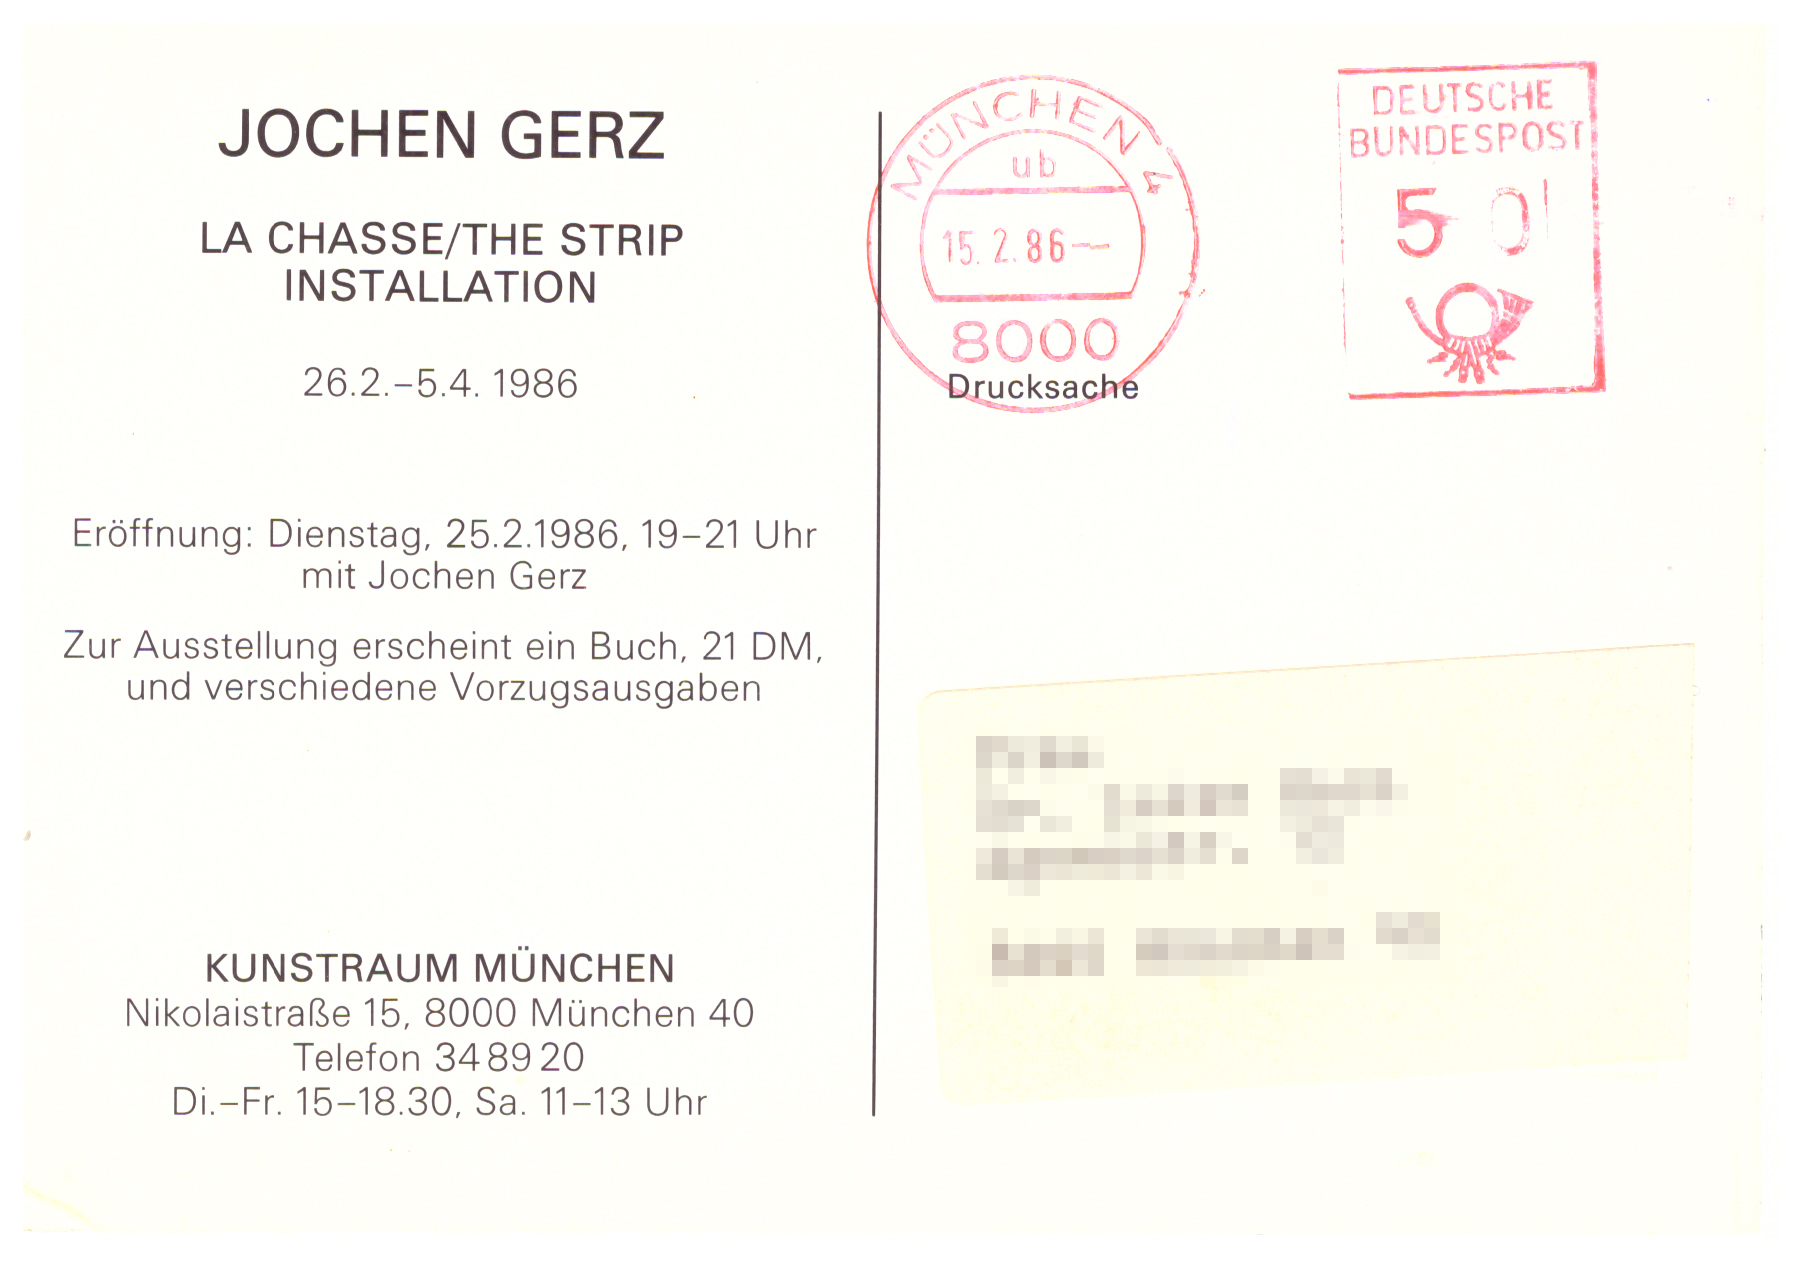 JOCHEN GERZ
LA CHASSE/THE STRIP
INSTALLATION
26.2.–5.4. 1986
Eröffnung: Dienstag, 25.2.1986, 19–21 Uhr
mit Jochen Gerz
Zur Ausstellung erscheint ein Buch, 21 DM,
und verschiedene Vorzugsausgaben
KUNSTRAUM MÜNCHEN
Nikolaistraße 15, 8000 München 40
Telefon 34 89 20
Di.–Fr. 15–18.30, Sa. 11–13 Uhr
MÜNCHEN 4
ub
15. 2. 86
8000
Drucksache
DEUTSCHE
BUNDESPOST
50